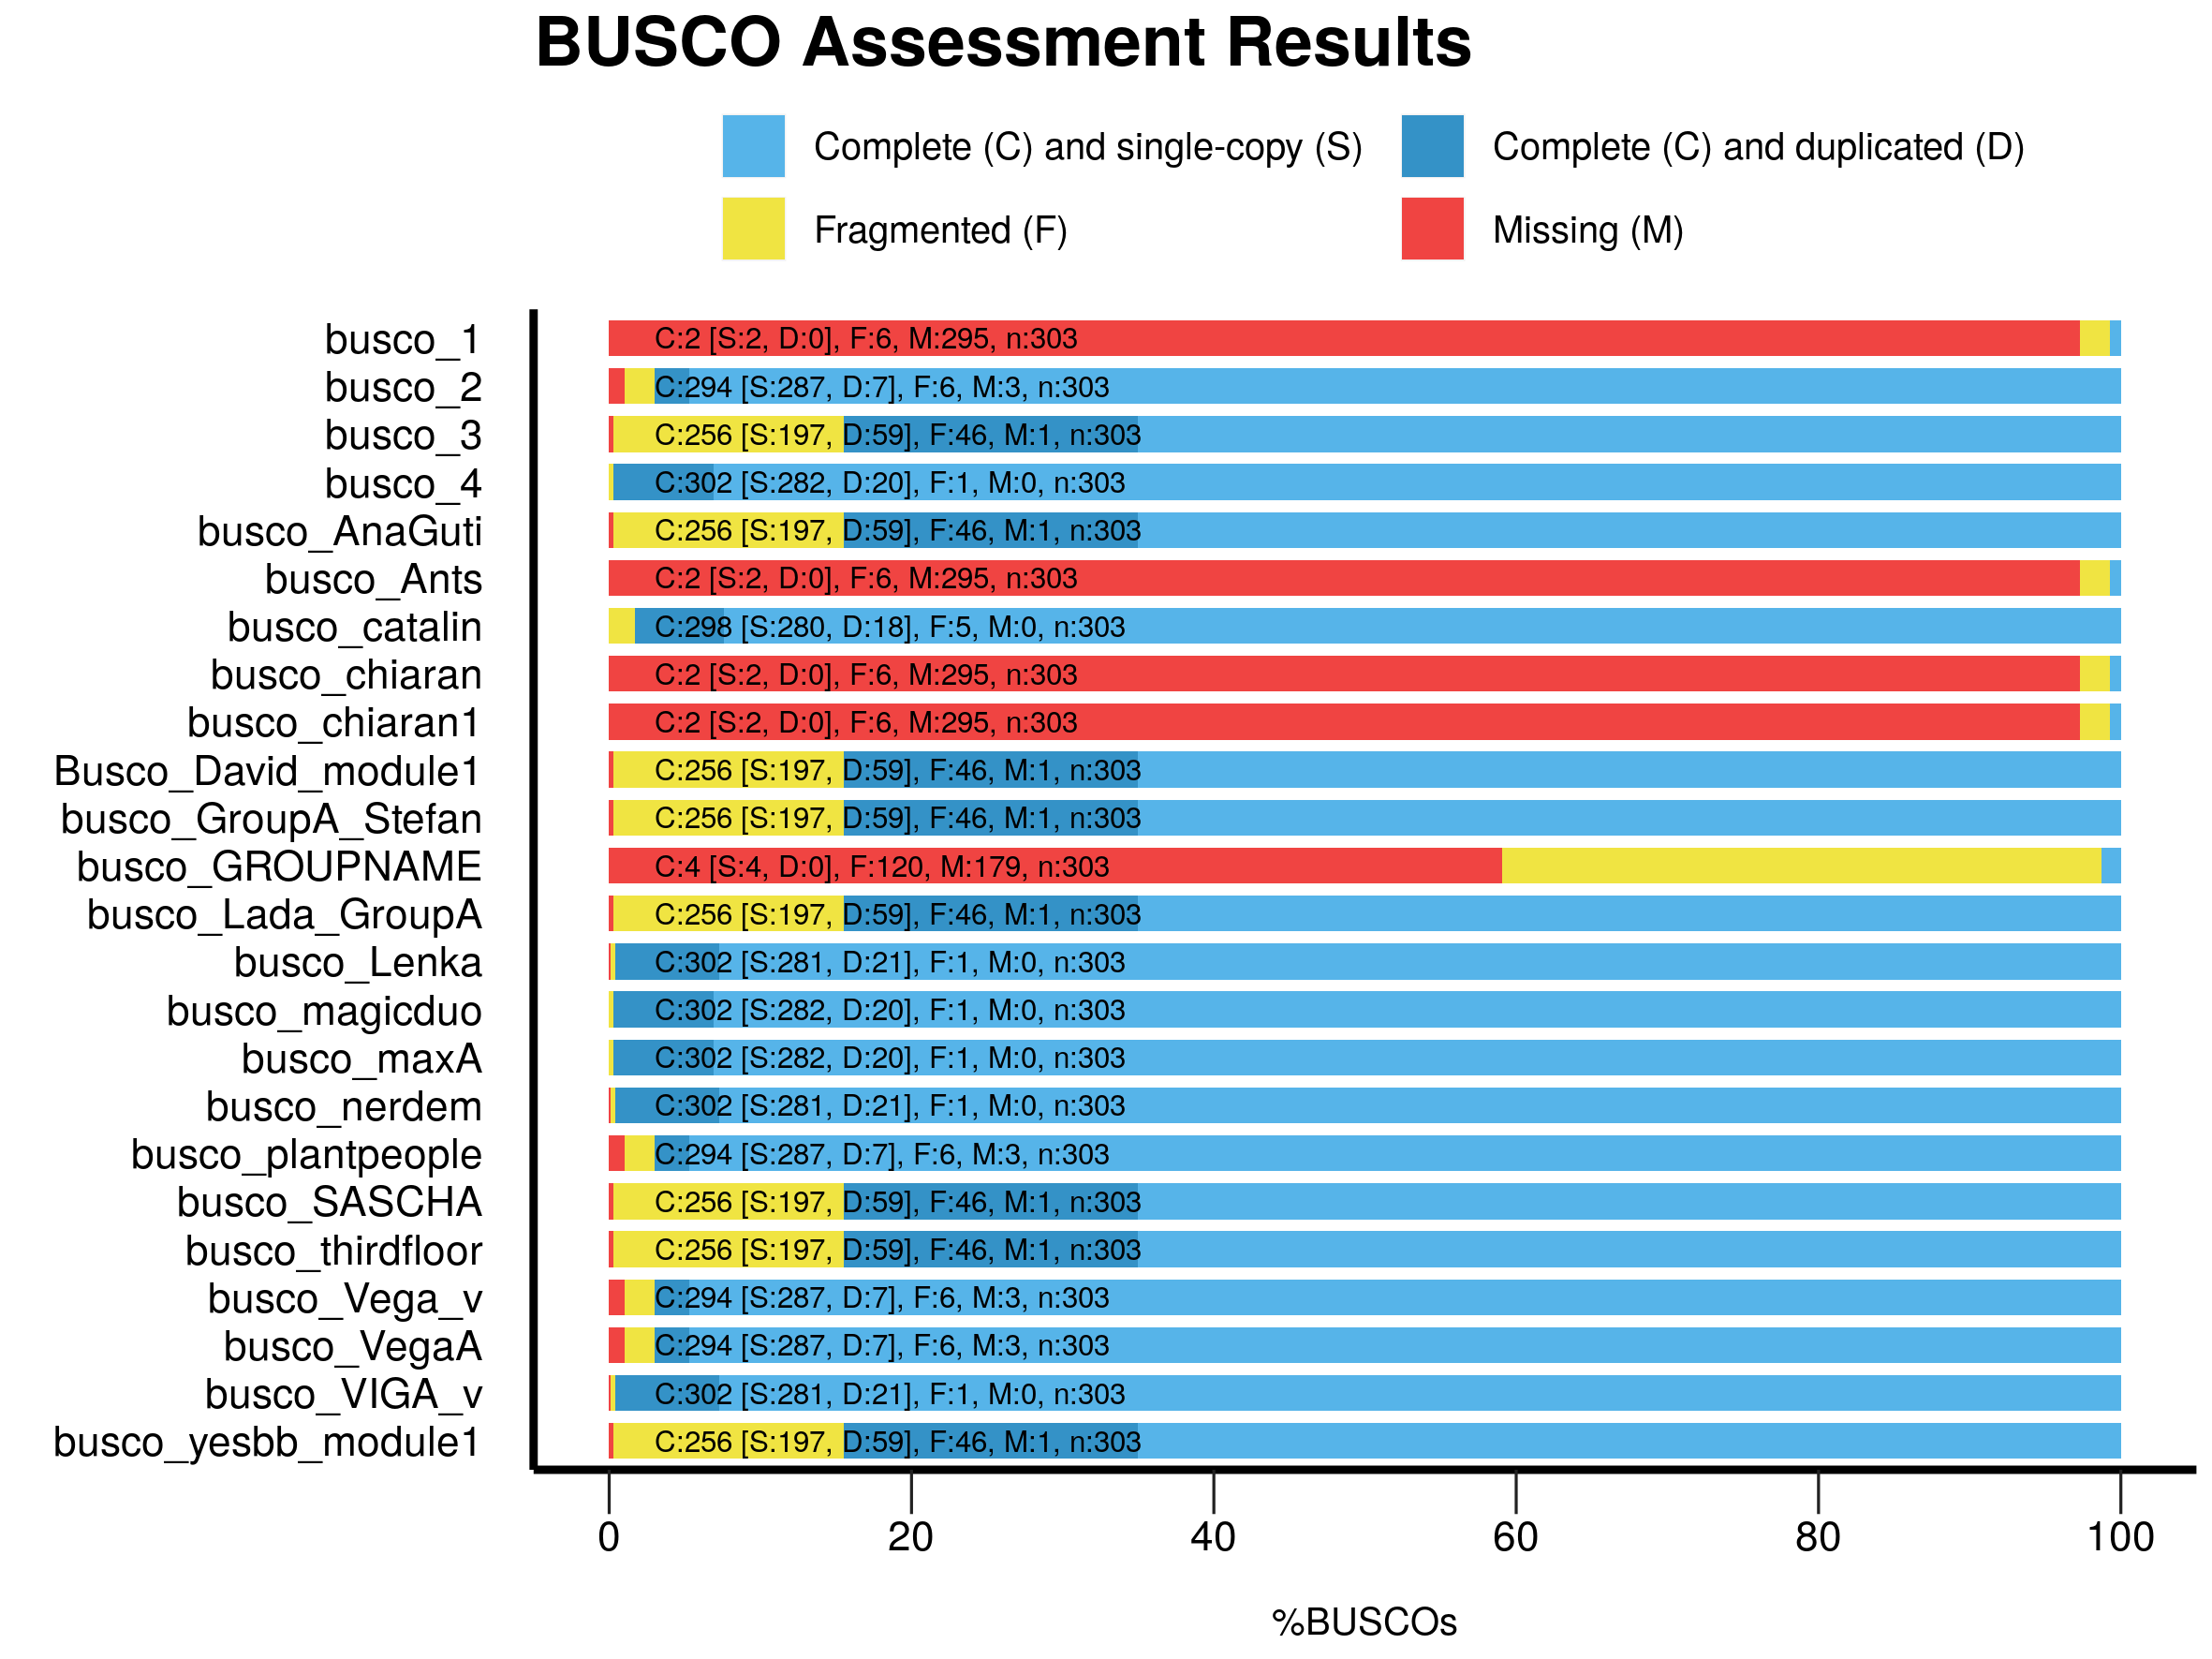 BUSCO Assessment Results
Complete (C) and single-copy (S) Complete (C) and duplicated (D)
Fragmented (F) Missing (M)
busco_1 C:2 [S:2, D:0], F:6, M:295, n:303
busco_2 C:294 [S:287, D:7], F:6, M:3, n:303
busco_3 C:256 [S:197, D:59], F:46, M:1, n:303
busco_4 C:302 [S:282, D:20], F:1, M:0, n:303
busco_AnaGuti C:256 [S:197, D:59], F:46, M:1, n:303
busco_Ants C:2 [S:2, D:0], F:6, M:295, n:303
busco_catalin C:298 [S:280, D:18], F:5, M:0, n:303
busco_chiaran C:2 [S:2, D:0], F:6, M:295, n:303
busco_chiaran1 C:2 [S:2, D:0], F:6, M:295, n:303
Busco_David_module1 C:256 [S:197, D:59], F:46, M:1, n:303
busco_GroupA_Stefan C:256 [S:197, D:59], F:46, M:1, n:303
busco_GROUPNAME C:4 [S:4, D:0], F:120, M:179, n:303
busco_Lada_GroupA C:256 [S:197, D:59], F:46, M:1, n:303
busco_Lenka C:302 [S:281, D:21], F:1, M:0, n:303
busco_magicduo C:302 [S:282, D:20], F:1, M:0, n:303
busco_maxA C:302 [S:282, D:20], F:1, M:0, n:303
busco_nerdem C:302 [S:281, D:21], F:1, M:0, n:303
busco_plantpeople C:294 [S:287, D:7], F:6, M:3, n:303
busco_SASCHA C:256 [S:197, D:59], F:46, M:1, n:303
busco_thirdfloor C:256 [S:197, D:59], F:46, M:1, n:303
busco_Vega_v C:294 [S:287, D:7], F:6, M:3, n:303
busco_VegaA C:294 [S:287, D:7], F:6, M:3, n:303
busco_VIGA_v C:302 [S:281, D:21], F:1, M:0, n:303
busco_yesbb_module1 C:256 [S:197, D:59], F:46, M:1, n:303
0 20 40 60 80 100
%BUSCOs